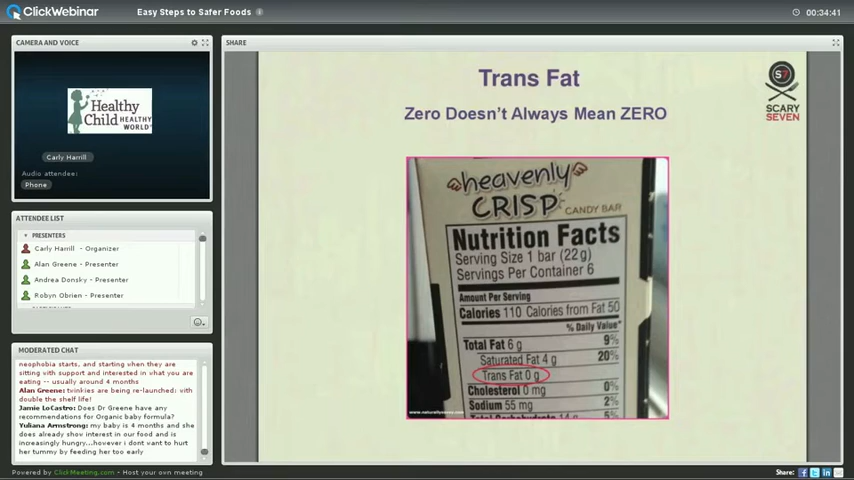 ClickWebinar
Easy Steps to Safer Foods
00:34:41
CAMERA AND VOICE
Healthy
Child HEALTHY
WORLD
Carly Harrill
Audio attendee:
Phone
ATTENDEE LIST
PRESENTERS
Carly Harrill - Organizer
Alan Greene - Presenter
Andrea Donsky - Presenter
Robyn Obrien - Presenter
MODERATED CHAT
neophobia starts, and starting when they are
sitting with support and interested in what you are
eating -- usually around 4 months
Alan Greene: twinkies are being re-launched: with
double the shelf life!
Jamie LoCastro: Does Dr Greene have any
recommendations for Organic baby formula?
Yuliana Armstrong: my baby is 4 months and she
does already show interest in our food and is
increasingly hungry...however i dont want to hurt
her tummy by feeding her too early
SHARE
Trans Fat
Zero Doesn't Always Mean ZERO
S7
SCARY
SEVEN
heavenly
CRISP CANDY BAR
Nutrition Facts
Serving Size 1 bar (22g)
Servings Per Container 6
Amount Per Serving
Calories 110 Calories from Fat 50
% Daily Value*
Total Fat 6 g 9%
Saturated Fat 4 g 20%
Trans Fat 0 g
Cholesterol 0 mg 0%
Sodium 55 mg 2%
Total Carbohydrate 14 g 5%
Powered by ClickMeeting.com - Host your own meeting
Share: